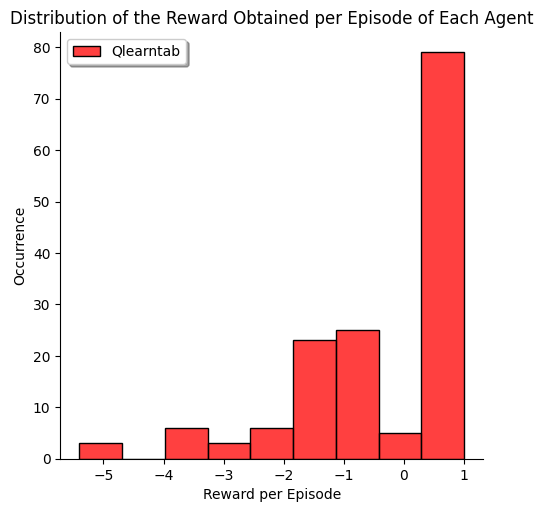 Distribution of the Reward Obtained per Episode of Each Agent
Qlearntab
80
70
60
50
40
30
20
10
0
Occurrence
−5 −4 −3 −2 −1 0 1
Reward per Episode